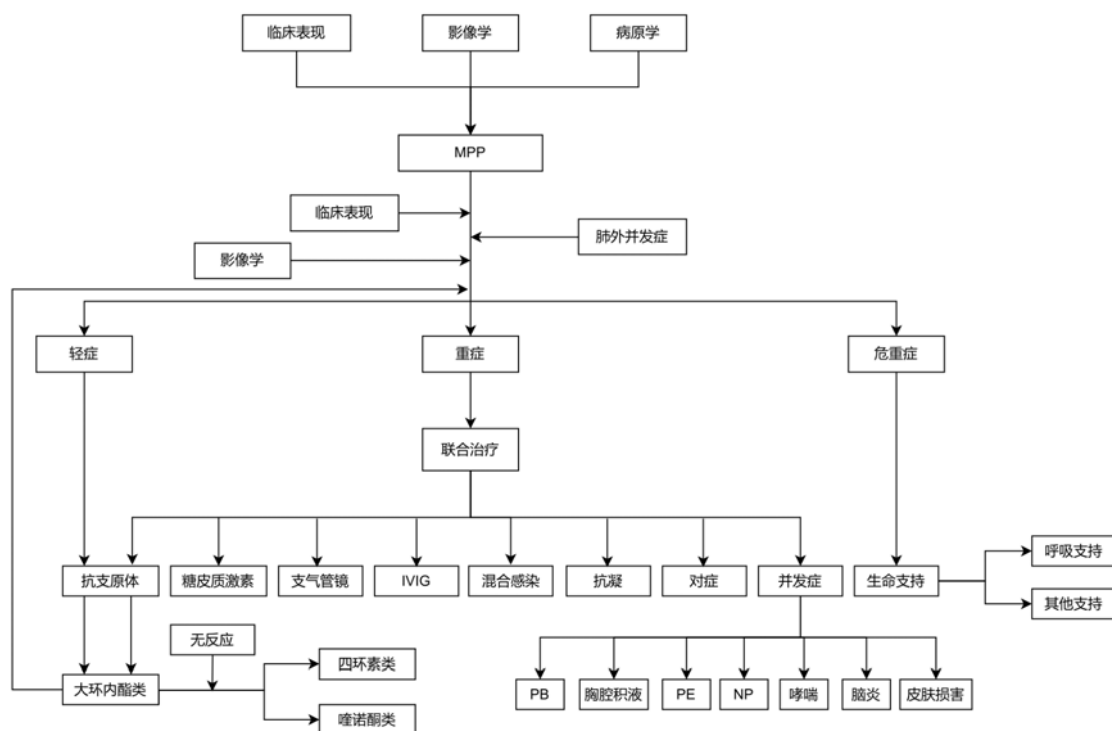 临床表现
影像学
病原学
MPP
临床表现
肺外并发症
影像学
轻症
重症
危重症
联合治疗
抗支原体
糖皮质激素
支气管镜
IVIG
混合感染
抗凝
对症
并发症
生命支持
呼吸支持
其他支持
无反应
大环内酯类
四环素类
喹诺酮类
PB
胸腔积液
PE
NP
哮喘
脑炎
皮肤损害